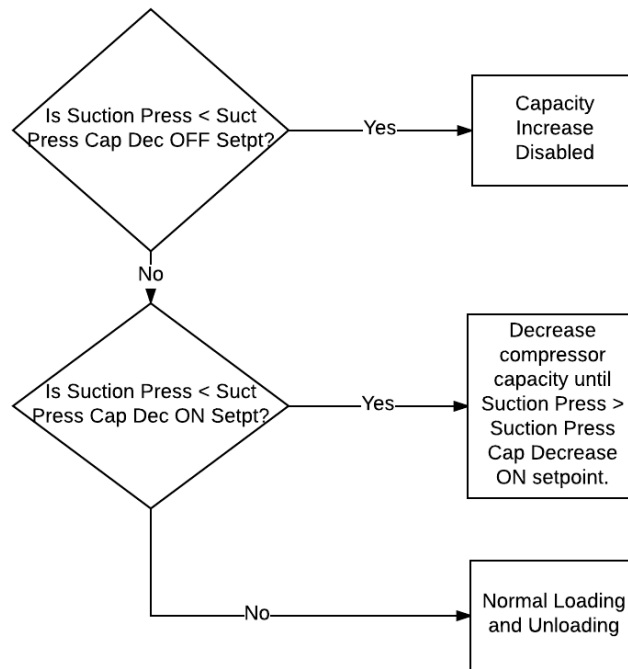 Is Suction Press < Suct
Press Cap Dec OFF Setpt?
Yes
Capacity
Increase
Disabled
No
Is Suction Press < Suct
Press Cap Dec ON Setpt?
Yes
Decrease
compressor
capacity until
Suction Press >
Suction Press
Cap Decrease
ON setpoint.
No
Normal Loading
and Unloading